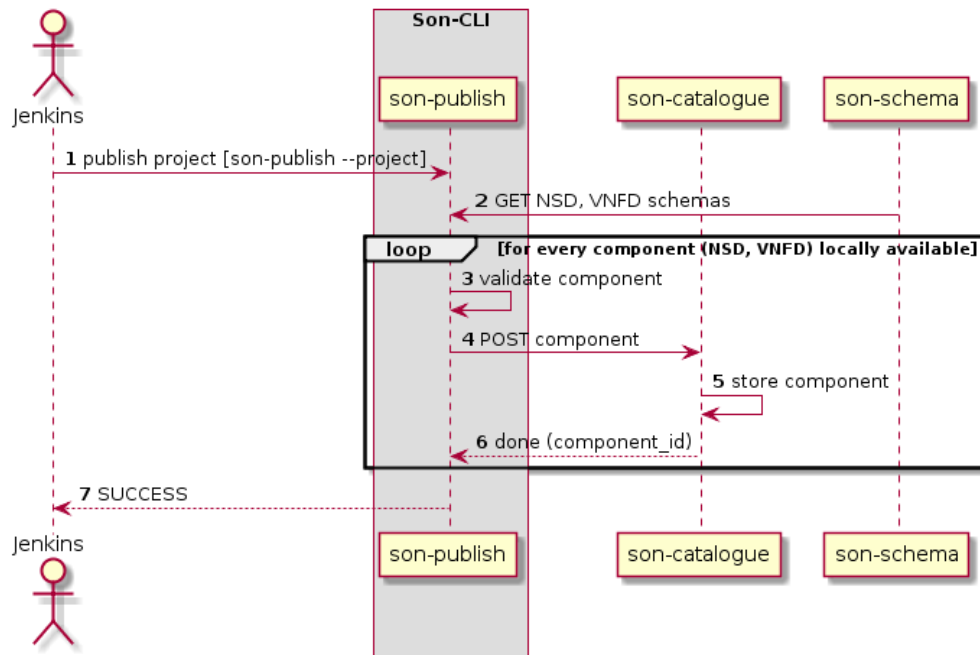 Son-CLI
Jenkins
son-publish
son-catalogue
son-schema
1 publish project [son-publish --project]
2 GET NSD, VNFD schemas
loop
[for every component (NSD, VNFD) locally available]
3 validate component
4 POST component
5 store component
6 done (component_id)
7 SUCCESS
Jenkins
son-publish
son-catalogue
son-schema